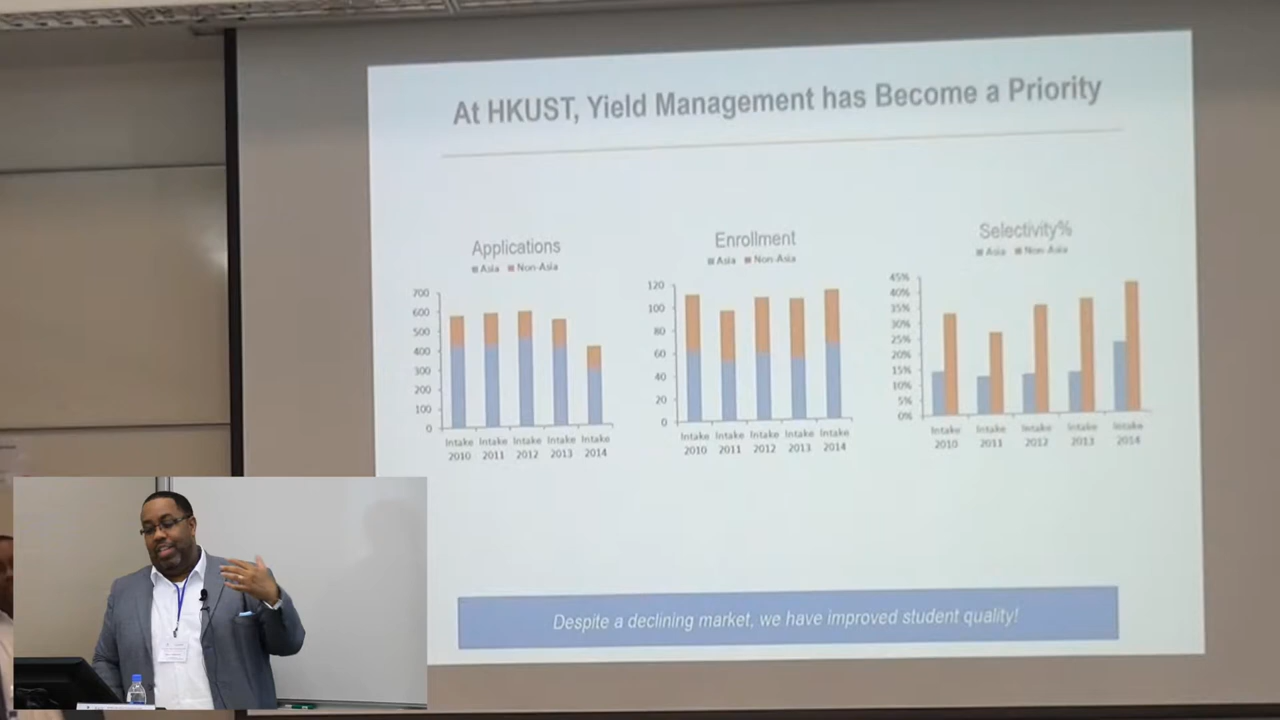 At HKUST, Yield Management has Become a Priority
Applications
Asia Non-Asia
700
600
500
400
300
200
100
0
Intake 2010
Intake 2011
Intake 2012
Intake 2013
Intake 2014
Enrollment
Asia Non-Asia
120
100
80
60
40
20
0
Intake 2010
Intake 2011
Intake 2012
Intake 2013
Intake 2014
Selectivity%
Asia Non-Asia
45%
40%
35%
30%
25%
20%
15%
10%
5%
0%
Intake 2010
Intake 2011
Intake 2012
Intake 2013
Intake 2014
Despite a declining market, we have improved student quality!